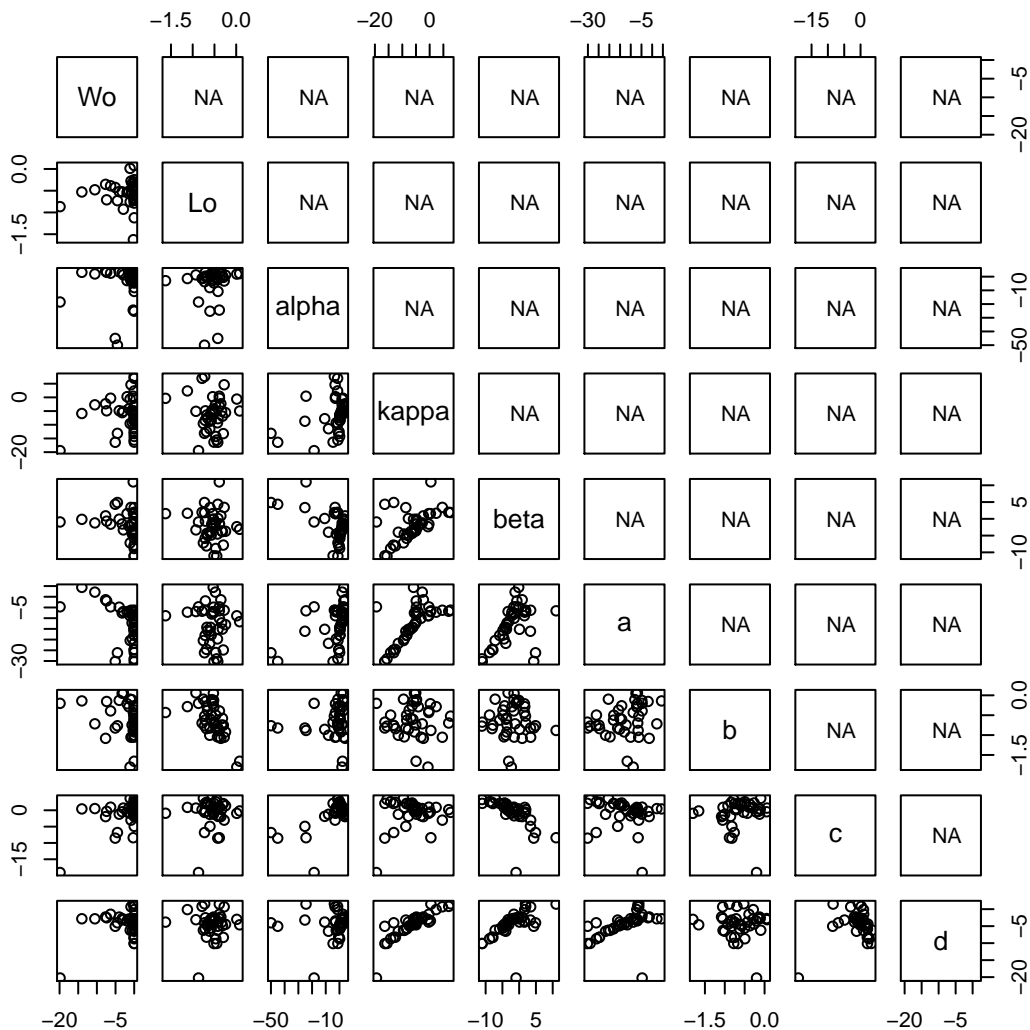 −1.5 0.0 −20 0 −30 −5 −15 0
Wo NA NA NA NA NA NA NA NA
−20 −5
−1.5 0.0
Lo NA NA NA NA NA NA NA
alpha NA NA NA NA NA NA
−50 −10
−20 0
kappa NA NA NA NA NA
beta NA NA NA NA
−10 5
−30 −5
a NA NA NA
b NA NA
−1.5 0.0
−15 0
c NA
d
−20 −5
−20 −5 −50 −10 −10 5 −1.5 0.0 −20 −5